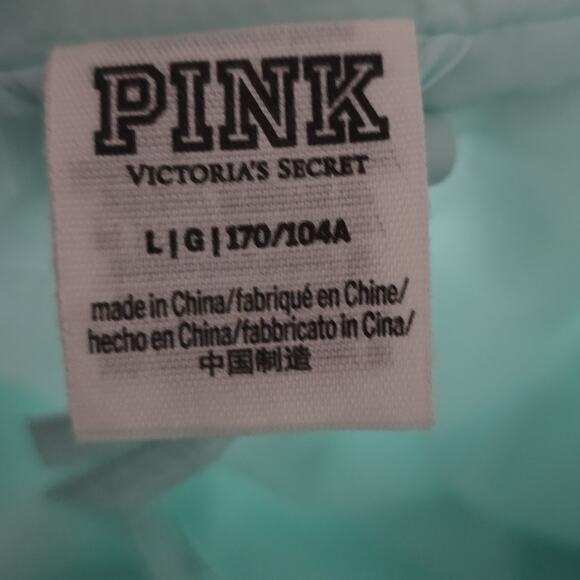 PINK
VICTORIA'S SECRET
L|G|170/104A
made in China/fabriqué en Chine/
hecho en China/fabbricato in Cina/
中国制造